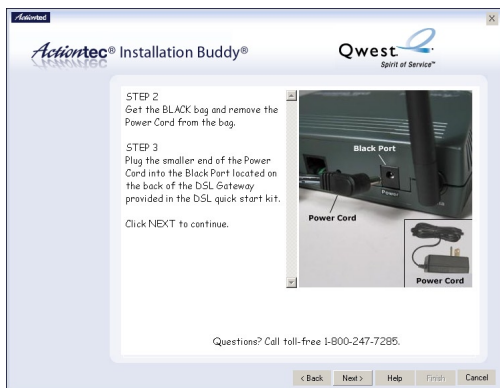 Actiontec
Actiontec® Installation Buddy®
Qwest.
Spirit of Service™
STEP 2
Get the BLACK bag and remove the
Power Cord from the bag.
STEP 3
Plug the smaller end of the Power
Cord into the Black Port located on
the back of the DSL Gateway
provided in the DSL quick start kit.
Click NEXT to continue.
Black Port
Power
Power Cord
Power Cord
Questions? Call toll-free 1-800-247-7285.
< Back
Next >
Help
Finish
Cancel